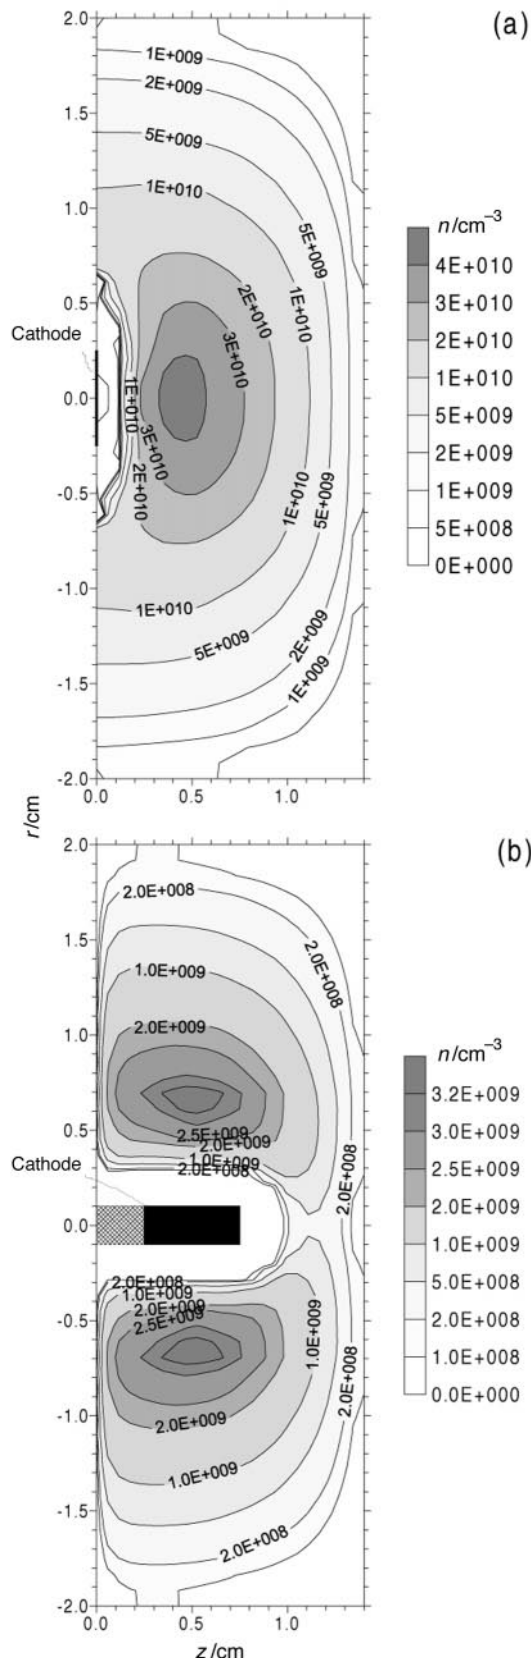 (a)
2.0
1.5
1.0
0.5
0.0
-0.5
-1.0
-1.5
-2.0
Cathode
1E+009
2E+009
5E+009
1E+010
5E+009
2E+010
1E+010
3E+010
1E+010
3E+010
2E+010
1E+010
5E+009
1E+010
5E+009
2E+009
1E+009
n/cm⁻³
4E+010
3E+010
2E+010
1E+010
5E+009
2E+009
1E+009
5E+008
0E+000
0.0 0.5 1.0
r/cm
(b)
2.0
1.5
1.0
0.5
0.0
-0.5
-1.0
-1.5
-2.0
Cathode
2.0E+008
2.0E+008
1.0E+009
2.0E+009
2.5E+009
2.0E+009
1.0E+009
2.0E+008
2.0E+008
2.0E+008
1.0E+009
2.0E+009
2.5E+009
1.0E+009
2.0E+008
2.0E+009
1.0E+009
2.0E+008
n/cm⁻³
3.2E+009
3.0E+009
2.5E+009
2.0E+009
1.0E+009
5.0E+008
2.0E+008
1.0E+008
0.0E+000
0.0 0.5 1.0
z/cm